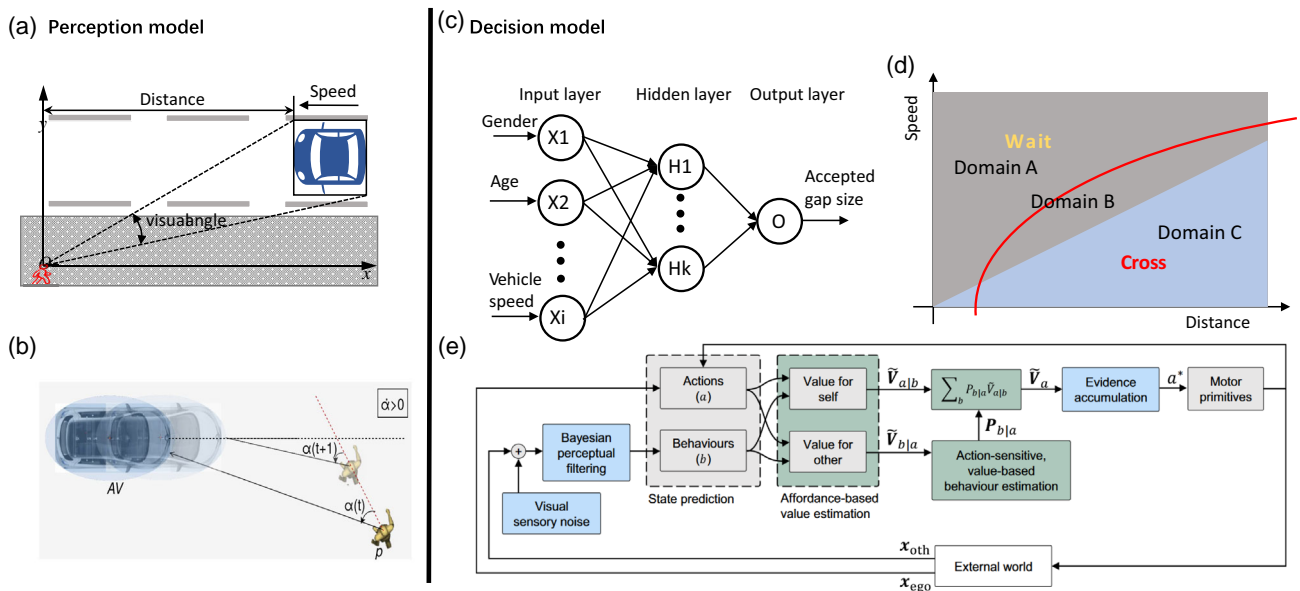 (a) Perception model
Distance
Speed
y
visuaangle
x
(b)
α̇>0
α(t+1)
α(t)
AV
p
(c) Decision model
Input layer
Hidden layer
Output layer
Gender
X1
Age
X2
Vehicle
speed
Xi
H1
Hk
O
Accepted
gap size
(d)
Speed
Wait
Domain A
Domain B
Domain C
Cross
Distance
(e)
Actions
(a)
Behaviours
(b)
State prediction
Value for
self
Value for
other
Affordance-based
value estimation
Ṽa|b
Ṽb|a
∑b Pb|aṼa|b
Ṽa
Pb|a
Evidence
accumulation
a*
Motor
primitives
+
Bayesian
perceptual
filtering
Visual
sensory noise
Action-sensitive,
value-based
behaviour estimation
xoth
xego
External world